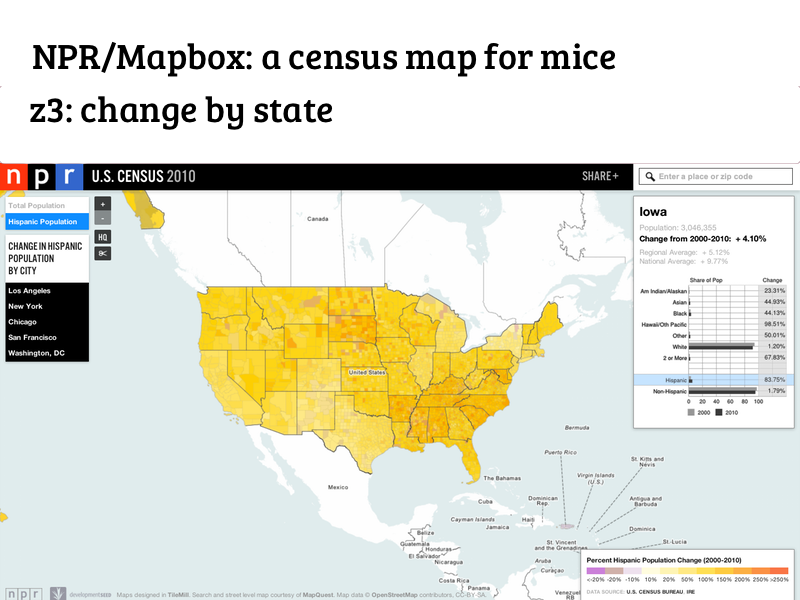 NPR/Mapbox: a census map for mice
z3: change by state
n p r U.S. CENSUS 2010 SHARE+
Enter a place or zip code
Total Population
Hispanic Population
CHANGE IN HISPANIC
POPULATION
BY CITY
Los Angeles
New York
Chicago
San Francisco
Washington, DC
+
-
HQ
Canada
United States
Mexico
Bermuda
Puerto Rico
St. Kitts and
Nevis
Virgin Islands
(U.S.)
The Bahamas
Cuba
Dominican
Rep.
Antigua and
Barbuda
Cayman Islands
Haiti
Jamaica
Dominica
Belize
St. Vincent
and the Grenadines
St. Lucia
Guatemala
Honduras
El Salvador
Nicaragua
Aruba
Curaçao
Costa Rica
Panama
Iowa
Population: 3,046,355
Change from 2000-2010: + 4.10%
Regional Average: + 5.12%
National Average: + 9.77%
Share of Pop Change
Am Indian/Alaskan 23.31%
Asian 44.93%
Black 44.13%
Hawaii/Oth Pacific 98.51%
Other 50.01%
White 1.20%
2 or More 67.83%
Hispanic 83.75%
Non-Hispanic 1.79%
0 20 40 60 80 100
2000 2010
Percent Hispanic Population Change (2000-2010)
<-20% -20% -10% 10% 20% 50% 100% 150% 200% 250% >250%
DATA SOURCE: U.S. CENSUS BUREAU, IRE
n p r developmentseed Maps designed in TileMill. Search and street level map courtesy of MapQuest. Map data © OpenStreetMap contributors, CC-BY-SA.